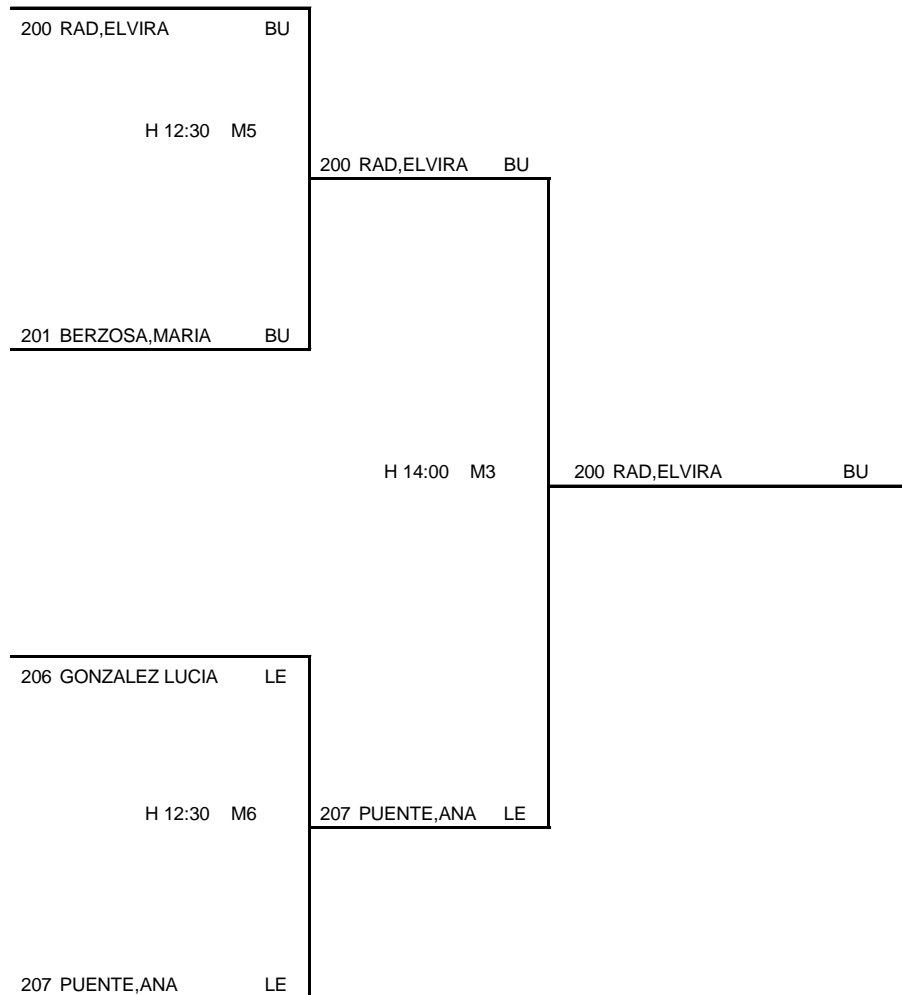 200 RAD,ELVIRA BU
H 12:30 M5
200 RAD,ELVIRA BU
201 BERZOSA,MARIA BU
H 14:00 M3 200 RAD,ELVIRA BU
206 GONZALEZ LUCIA LE
H 12:30 M6 207 PUENTE,ANA LE
207 PUENTE,ANA LE